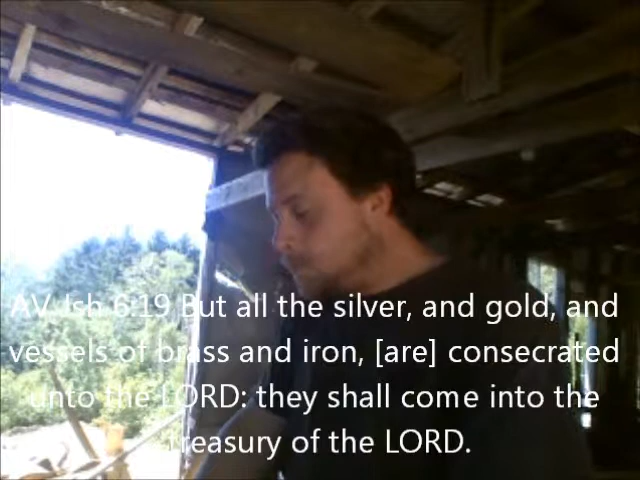 AV. Jsh 6:19 But all the silver, and gold, and
vessels of brass and iron, [are] consecrated
unto the LORD: they shall come into the
treasury of the LORD.